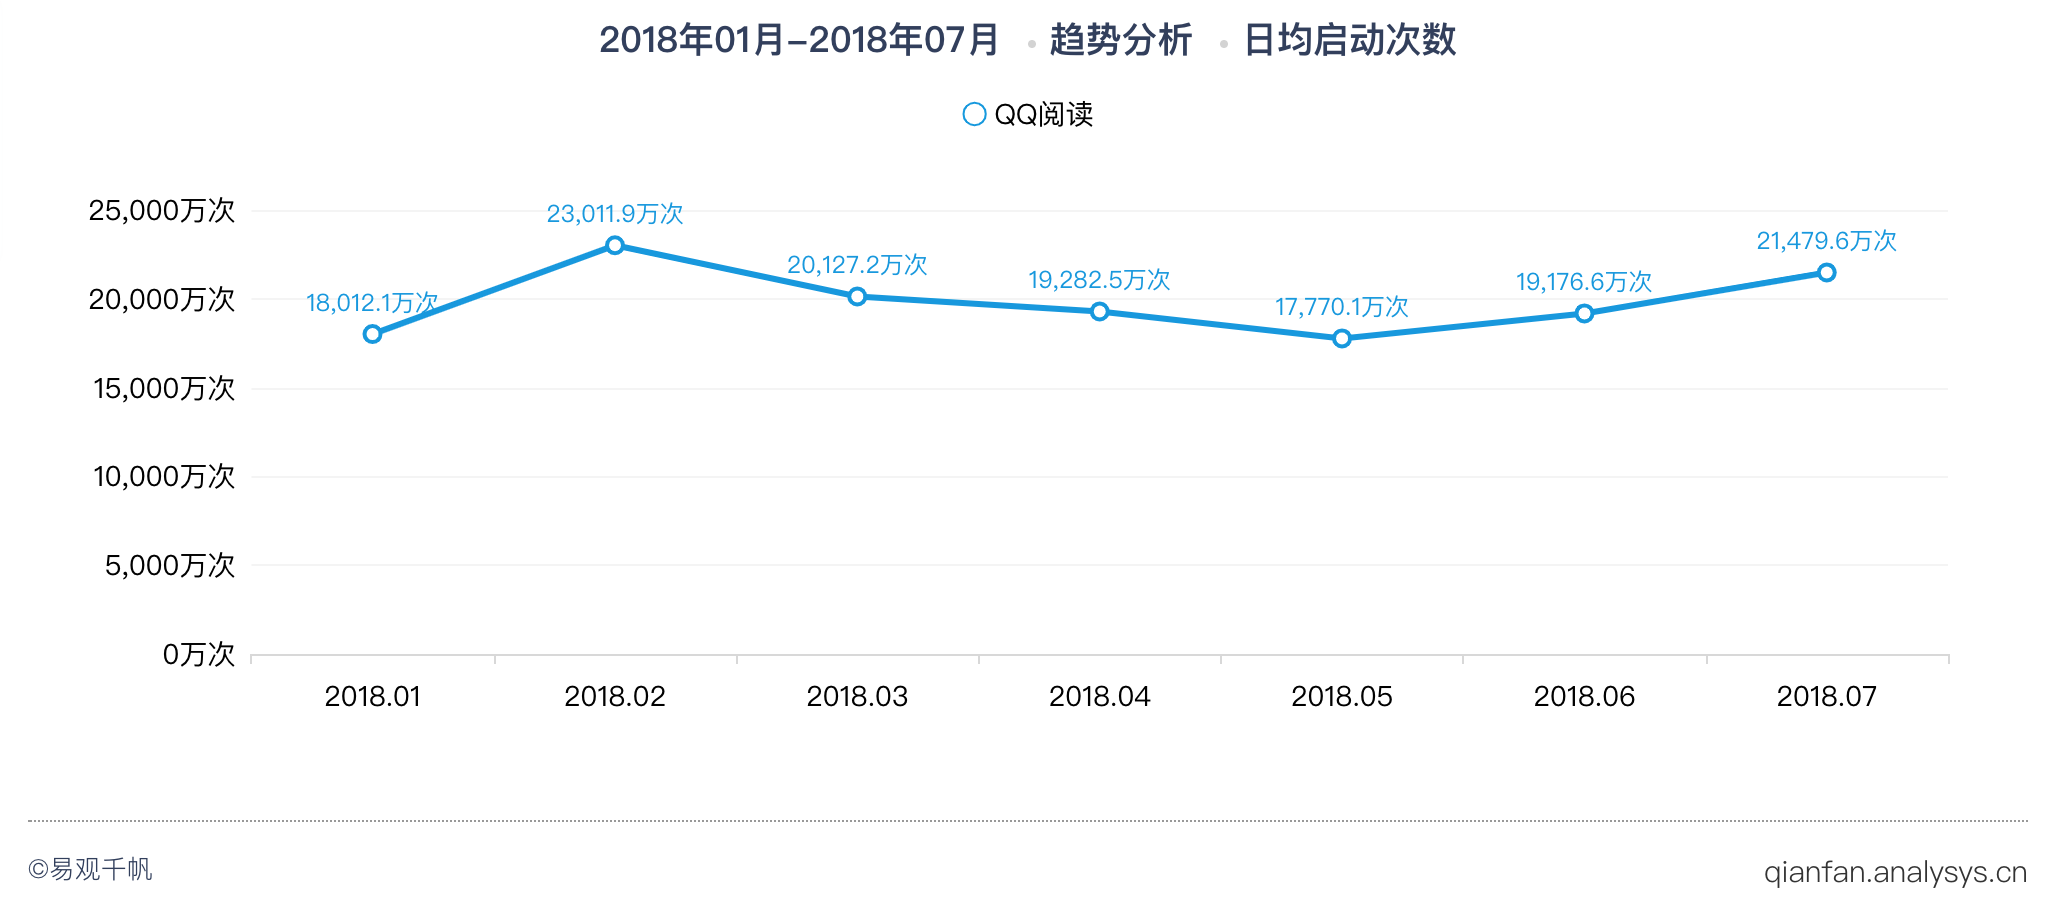 2018年01月-2018年07月 • 趋势分析 • 日均启动次数
QQ阅读
25,000万次
20,000万次
15,000万次
10,000万次
5,000万次
0万次
18,012.1万次
23,011.9万次
20,127.2万次
19,282.5万次
17,770.1万次
19,176.6万次
21,479.6万次
2018.01 2018.02 2018.03 2018.04 2018.05 2018.06 2018.07
©易观千帆
qianfan.analysys.cn